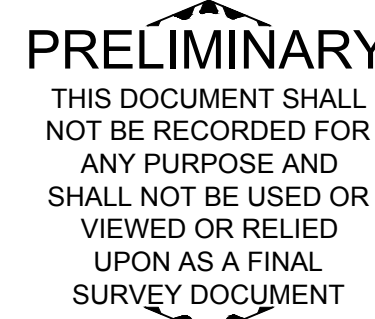 PRELIMINARY
THIS DOCUMENT SHALL
NOT BE RECORDED FOR
ANY PURPOSE AND
SHALL NOT BE USED OR
VIEWED OR RELIED
UPON AS A FINAL
SURVEY DOCUMENT